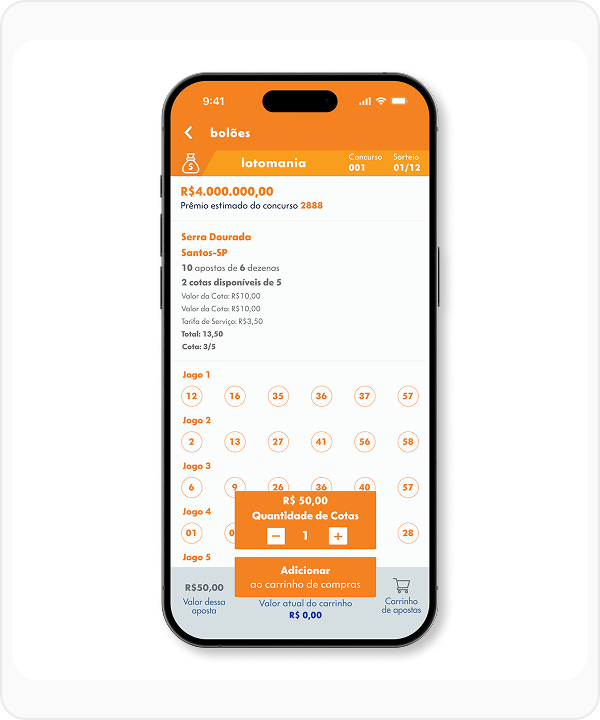 9:41
bolões
lotomania
Concurso
001
Sorteio
01/12
R$4.000.000,00
Prêmio estimado do concurso 2888
Serra Dourada
Santos-SP
10 apostas de 6 dezenas
2 cotas disponíveis de 5
Valor da Cota: R$10,00
Valor da Cota: R$10,00
Tarifa de Serviço: R$3,50
Total: 13,50
Cota: 3/5
Jogo 1
12 16 35 36 37 57
Jogo 2
2 13 27 41 56 58
Jogo 3
6 9 26 36 40 57
R$ 50,00
Jogo 4
Quantidade de Cotas
01 28
− 1 +
Jogo 5
Adicionar
ao carrinho de compras
R$50,00
Valor dessa
aposta
Valor atual do carrinho
R$ 0,00
Carrinho
de apostas